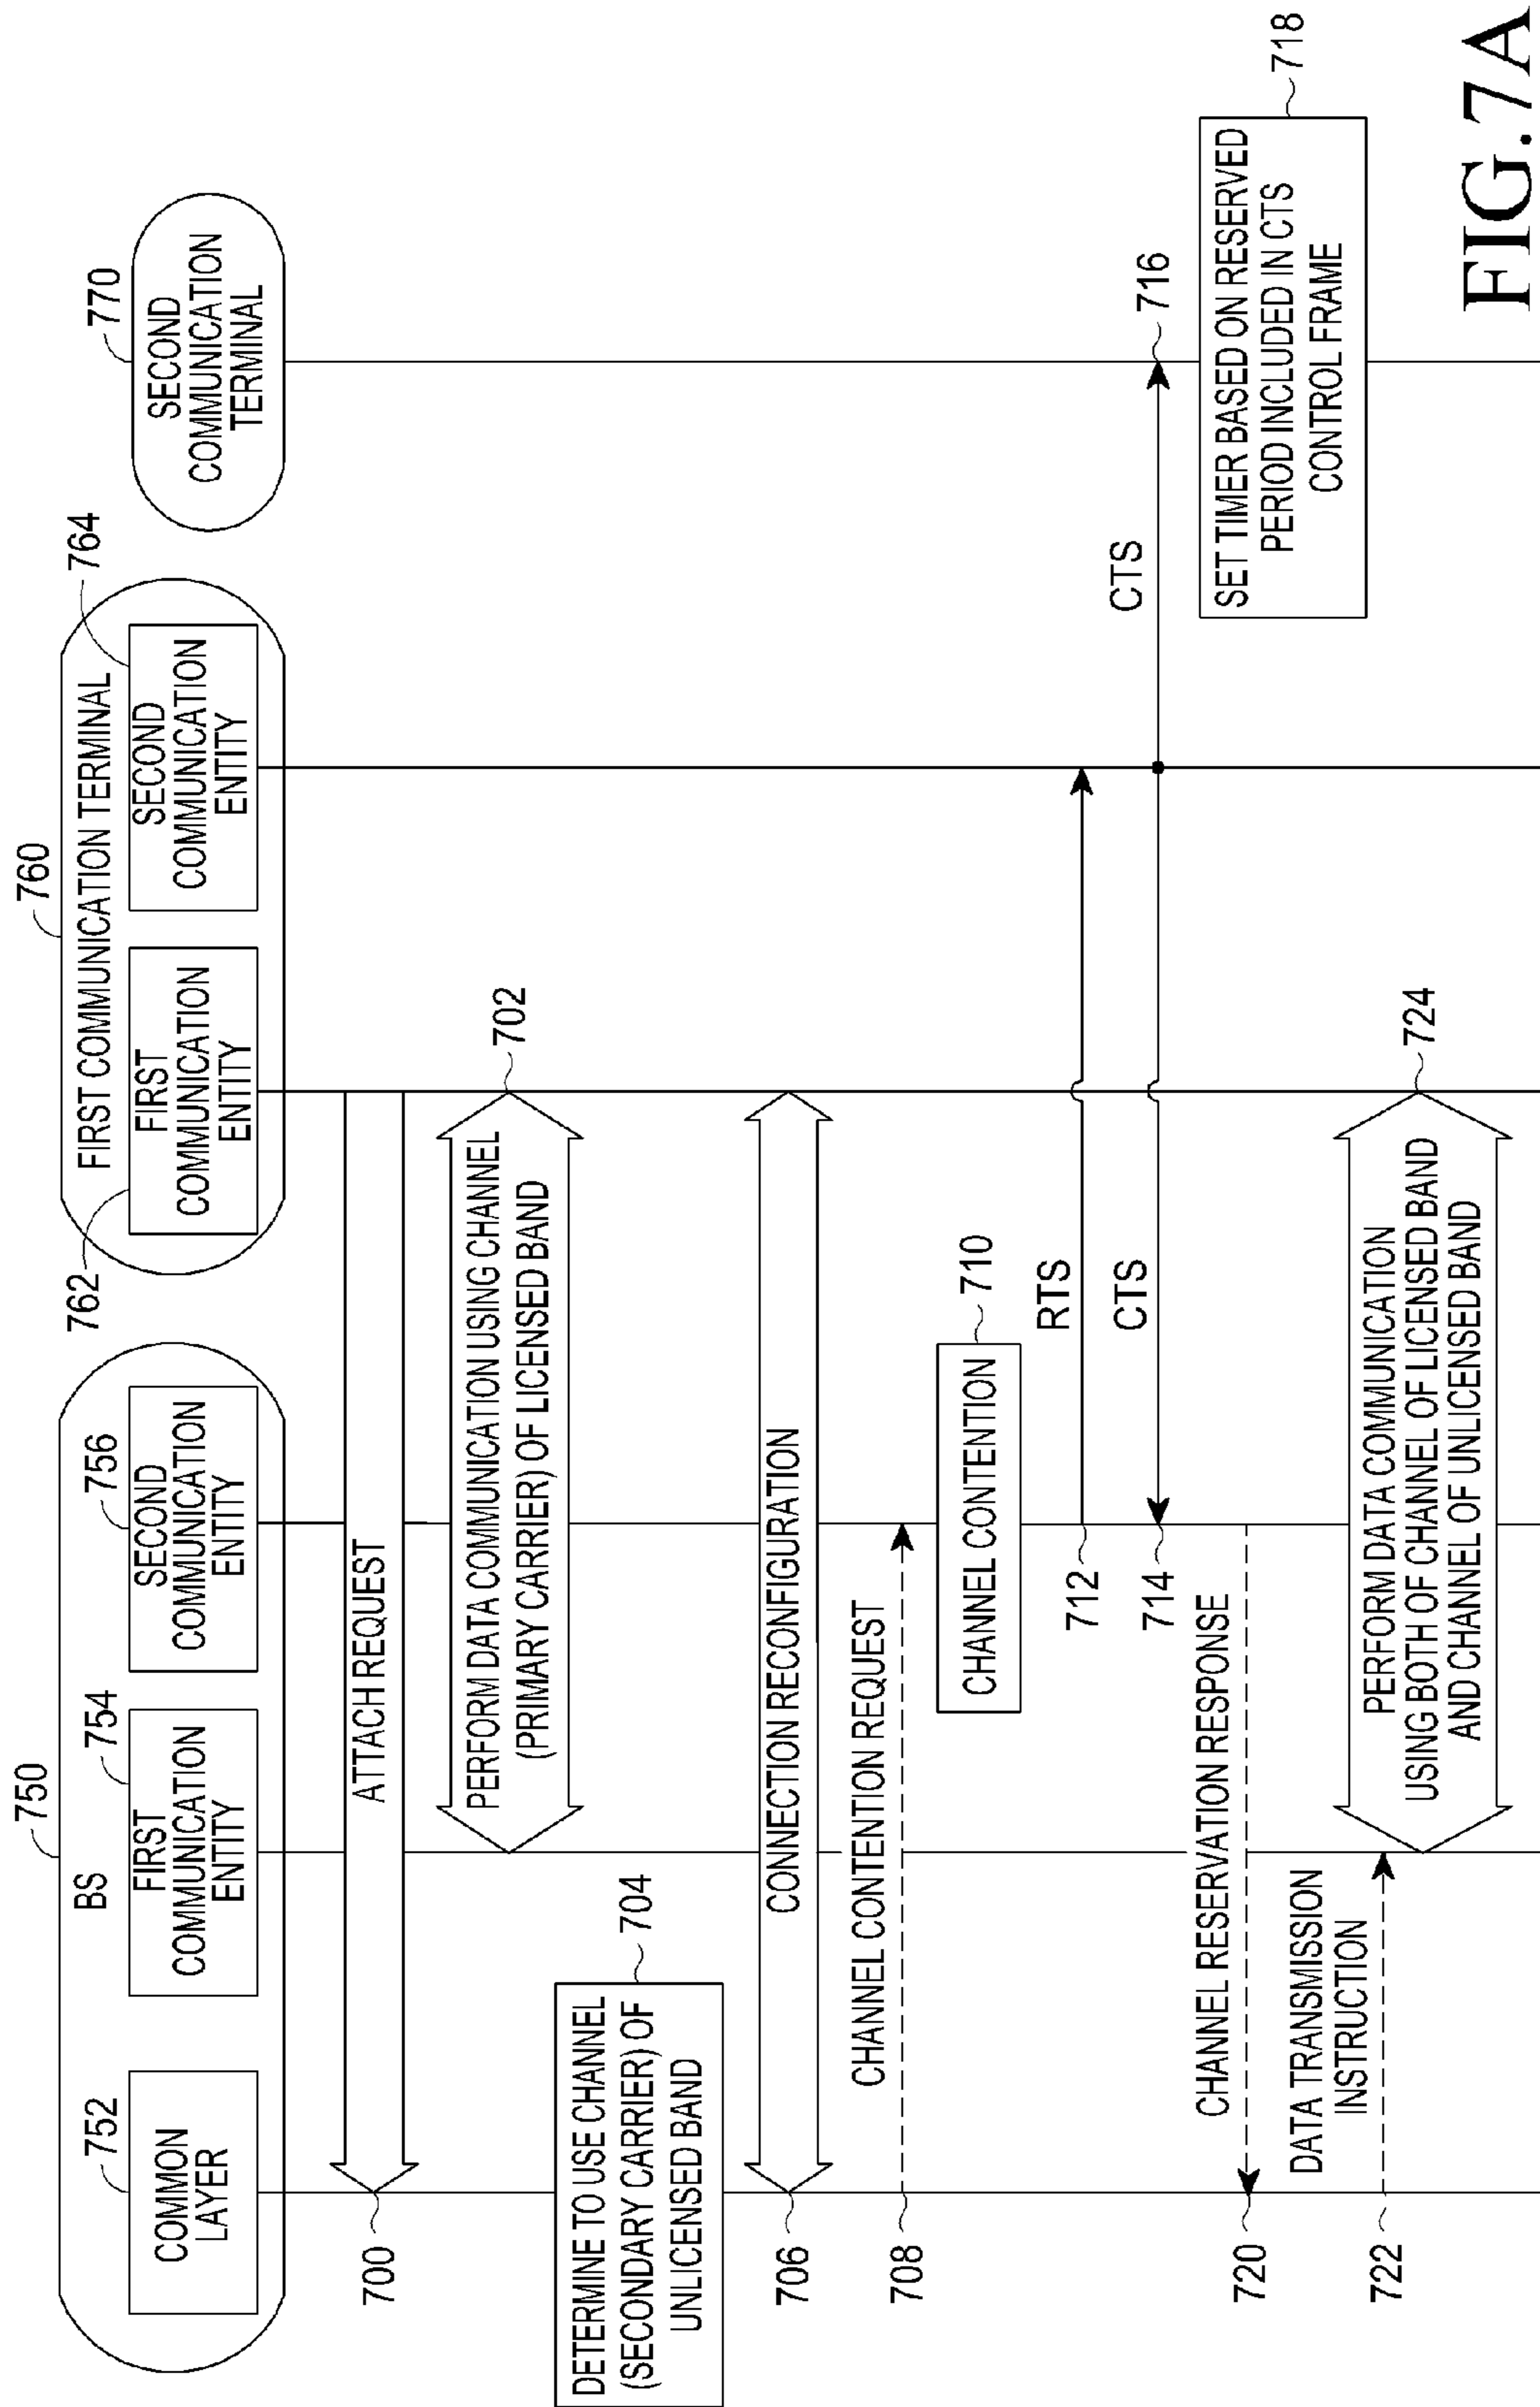 750
760
770
BS
752
COMMON
LAYER
754
FIRST
COMMUNICATION
ENTITY
756
SECOND
COMMUNICATION
ENTITY
FIRST COMMUNICATION TERMINAL
762
FIRST
COMMUNICATION
ENTITY
764
SECOND
COMMUNICATION
ENTITY
SECOND
COMMUNICATION
TERMINAL
700
ATTACH REQUEST
PERFORM DATA COMMUNICATION USING CHANNEL
(PRIMARY CARRIER) OF LICENSED BAND
702
DETERMINE TO USE CHANNEL
(SECONDARY CARRIER) OF
UNLICENSED BAND
704
706
CONNECTION RECONFIGURATION
708
CHANNEL CONTENTION REQUEST
CHANNEL CONTENTION
710
712
RTS
714
CTS
CTS
716
SET TIMER BASED ON RESERVED
PERIOD INCLUDED IN CTS
CONTROL FRAME
718
720
CHANNEL RESERVATION RESPONSE
722
DATA TRANSMISSION
INSTRUCTION
PERFORM DATA COMMUNICATION
USING BOTH OF CHANNEL OF LICENSED BAND
AND CHANNEL OF UNLICENSED BAND
724
FIG.7A